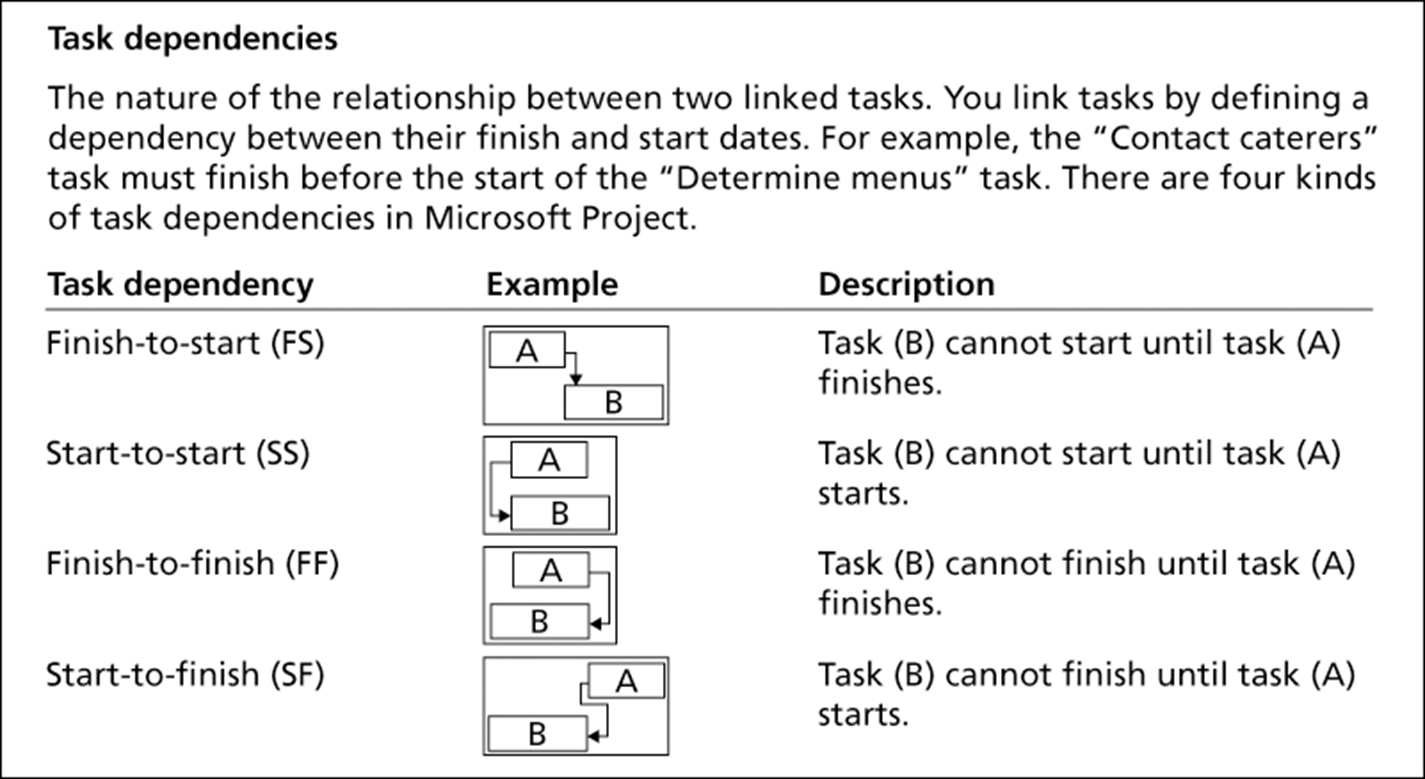 Task dependencies
The nature of the relationship between two linked tasks. You link tasks by defining a
dependency between their finish and start dates. For example, the “Contact caterers”
task must finish before the start of the “Determine menus” task. There are four kinds
of task dependencies in Microsoft Project.
Task dependency Example Description
Finish-to-start (FS) A Task (B) cannot start until task (A)
B finishes.
Start-to-start (SS) A Task (B) cannot start until task (A)
B starts.
Finish-to-finish (FF) A Task (B) cannot finish until task (A)
B finishes.
Start-to-finish (SF) A Task (B) cannot finish until task (A)
B starts.